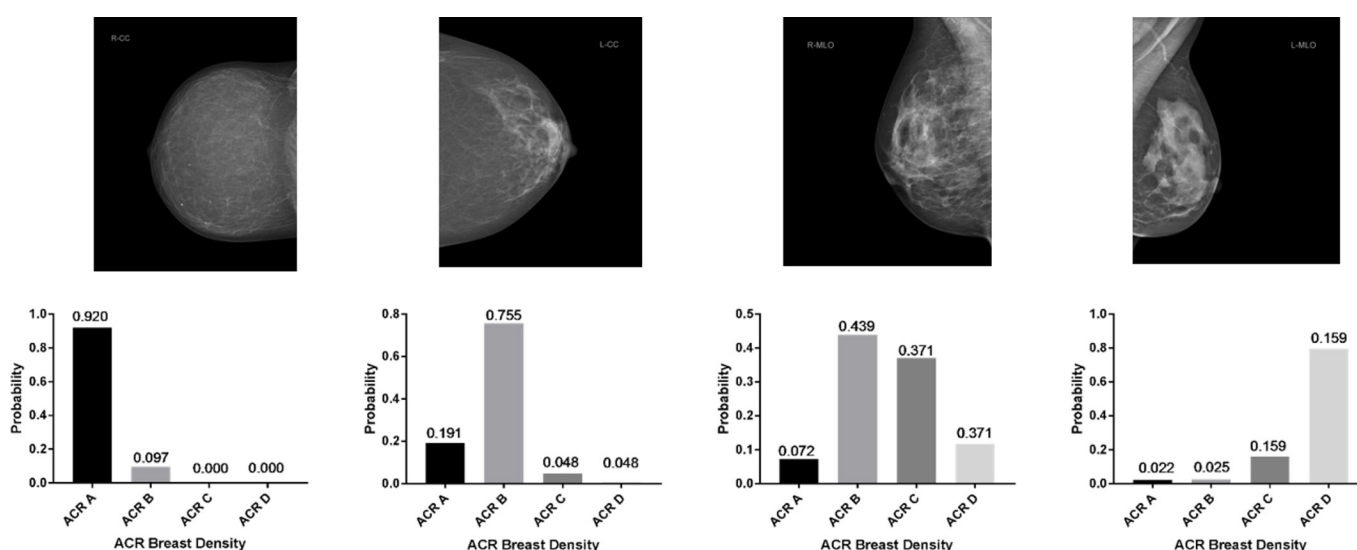 R-CC
L-CC
R-MLO
L-MLO
Probability
1.0
0.8
0.6
0.4
0.2
0.0
0.920
0.097
0.000
0.000
ACR A
ACR B
ACR C
ACR D
ACR Breast Density
Probability
0.8
0.6
0.4
0.2
0.0
0.191
0.755
0.048
0.048
ACR A
ACR B
ACR C
ACR D
ACR Breast Density
Probability
0.5
0.4
0.3
0.2
0.1
0.0
0.072
0.439
0.371
0.371
ACR A
ACR B
ACR C
ACR D
ACR Breast Density
Probability
1.0
0.8
0.6
0.4
0.2
0.0
0.022
0.025
0.159
0.159
ACR A
ACR B
ACR C
ACR D
ACR Breast Density